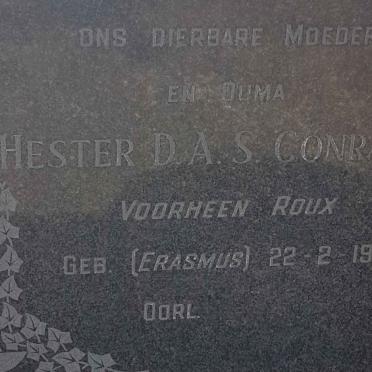 ONS DIERBARE MOEDER
EN OUMA
HESTER D.A.S. CONR
VOORHEEN ROUX
GEB. (ERASMUS) 22-2-19
OORL.